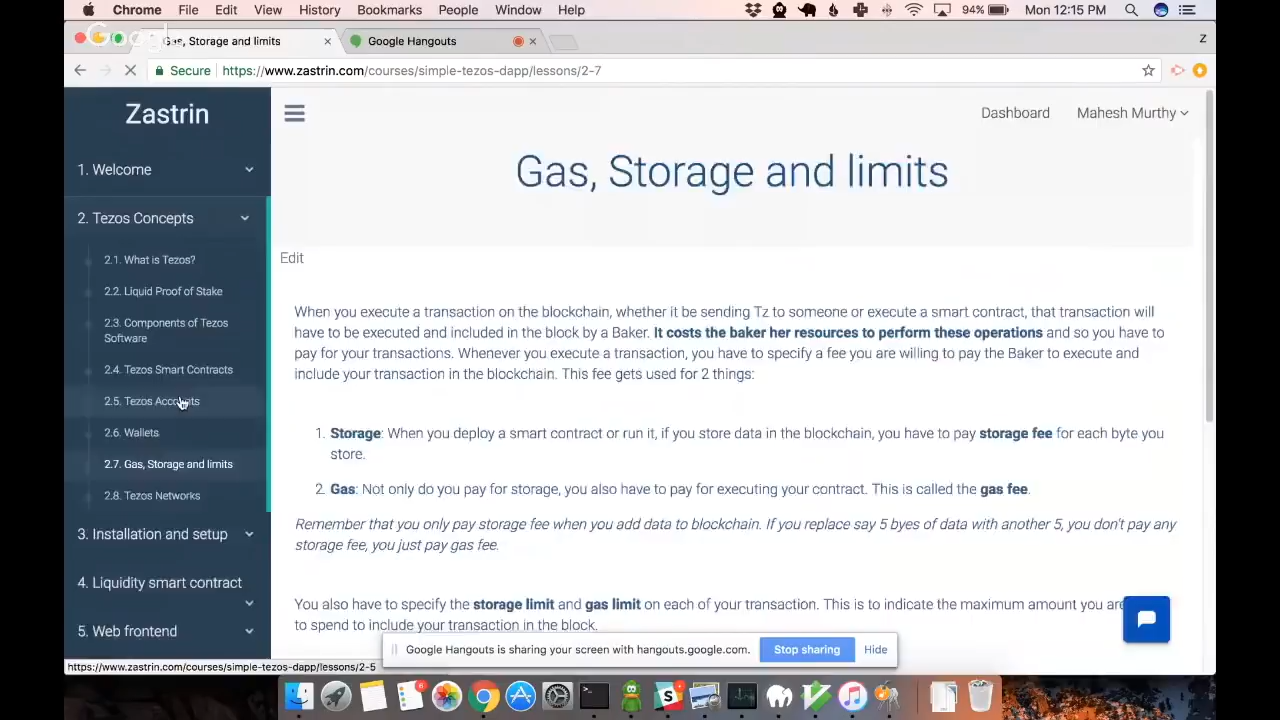 Chrome File Edit View History Bookmarks People Window Help 94% Mon 12:15 PM
Google
Gas, Storage and limits Google Hangouts Z
Secure https://www.zastrin.com/courses/simple-tezos-dapp/lessons/2-7
Zastrin
Dashboard Mahesh Murthy
1. Welcome
2. Tezos Concepts
2.1. What is Tezos?
2.2. Liquid Proof of Stake
2.3. Components of Tezos
Software
2.4. Tezos Smart Contracts
2.5. Tezos Accounts
2.6. Wallets
2.7. Gas, Storage and limits
2.8. Tezos Networks
3. Installation and setup
4. Liquidity smart contract
5. Web frontend
Gas, Storage and limits
Edit
When you execute a transaction on the blockchain, whether it be sending Tz to someone or execute a smart contract, that transaction will
have to be executed and included in the block by a Baker. It costs the baker her resources to perform these operations and so you have to
pay for your transactions. Whenever you execute a transaction, you have to specify a fee you are willing to pay the Baker to execute and
include your transaction in the blockchain. This fee gets used for 2 things:
1. Storage: When you deploy a smart contract or run it, if you store data in the blockchain, you have to pay storage fee for each byte you
store.
2. Gas: Not only do you pay for storage, you also have to pay for executing your contract. This is called the gas fee.
Remember that you only pay storage fee when you add data to blockchain. If you replace say 5 byes of data with another 5, you don't pay any
storage fee, you just pay gas fee.
You also have to specify the storage limit and gas limit on each of your transaction. This is to indicate the maximum amount you are
to spend to include your transaction in the block.
Google Hangouts is sharing your screen with hangouts.google.com. Stop sharing Hide
https://www.zastrin.com/courses/simple-tezos-dapp/lessons/2-5